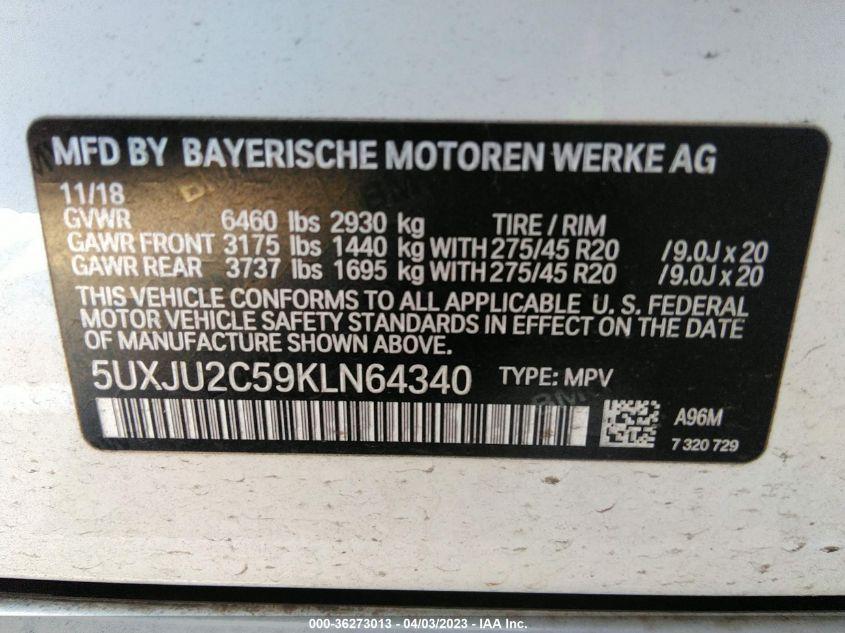 MFD BY BAYERISCHE MOTOREN WERKE AG
11/18
GVWR 6460 lbs 2930 kg TIRE / RIM
GAWR FRONT 3175 lbs 1440 kg WITH 275/45 R20 /9.0J x 20
GAWR REAR 3737 lbs 1695 kg WITH 275/45 R20 /9.0J x 20
THIS VEHICLE CONFORMS TO ALL APPLICABLE U. S. FEDERAL
MOTOR VEHICLE SAFETY STANDARDS IN EFFECT ON THE DATE
OF MANUFACTURE SHOWN ABOVE.
5UXJU2C59KLN64340 TYPE: MPV
A96M
7 320 729
000-36273013 - 04/03/2023 - IAA Inc.